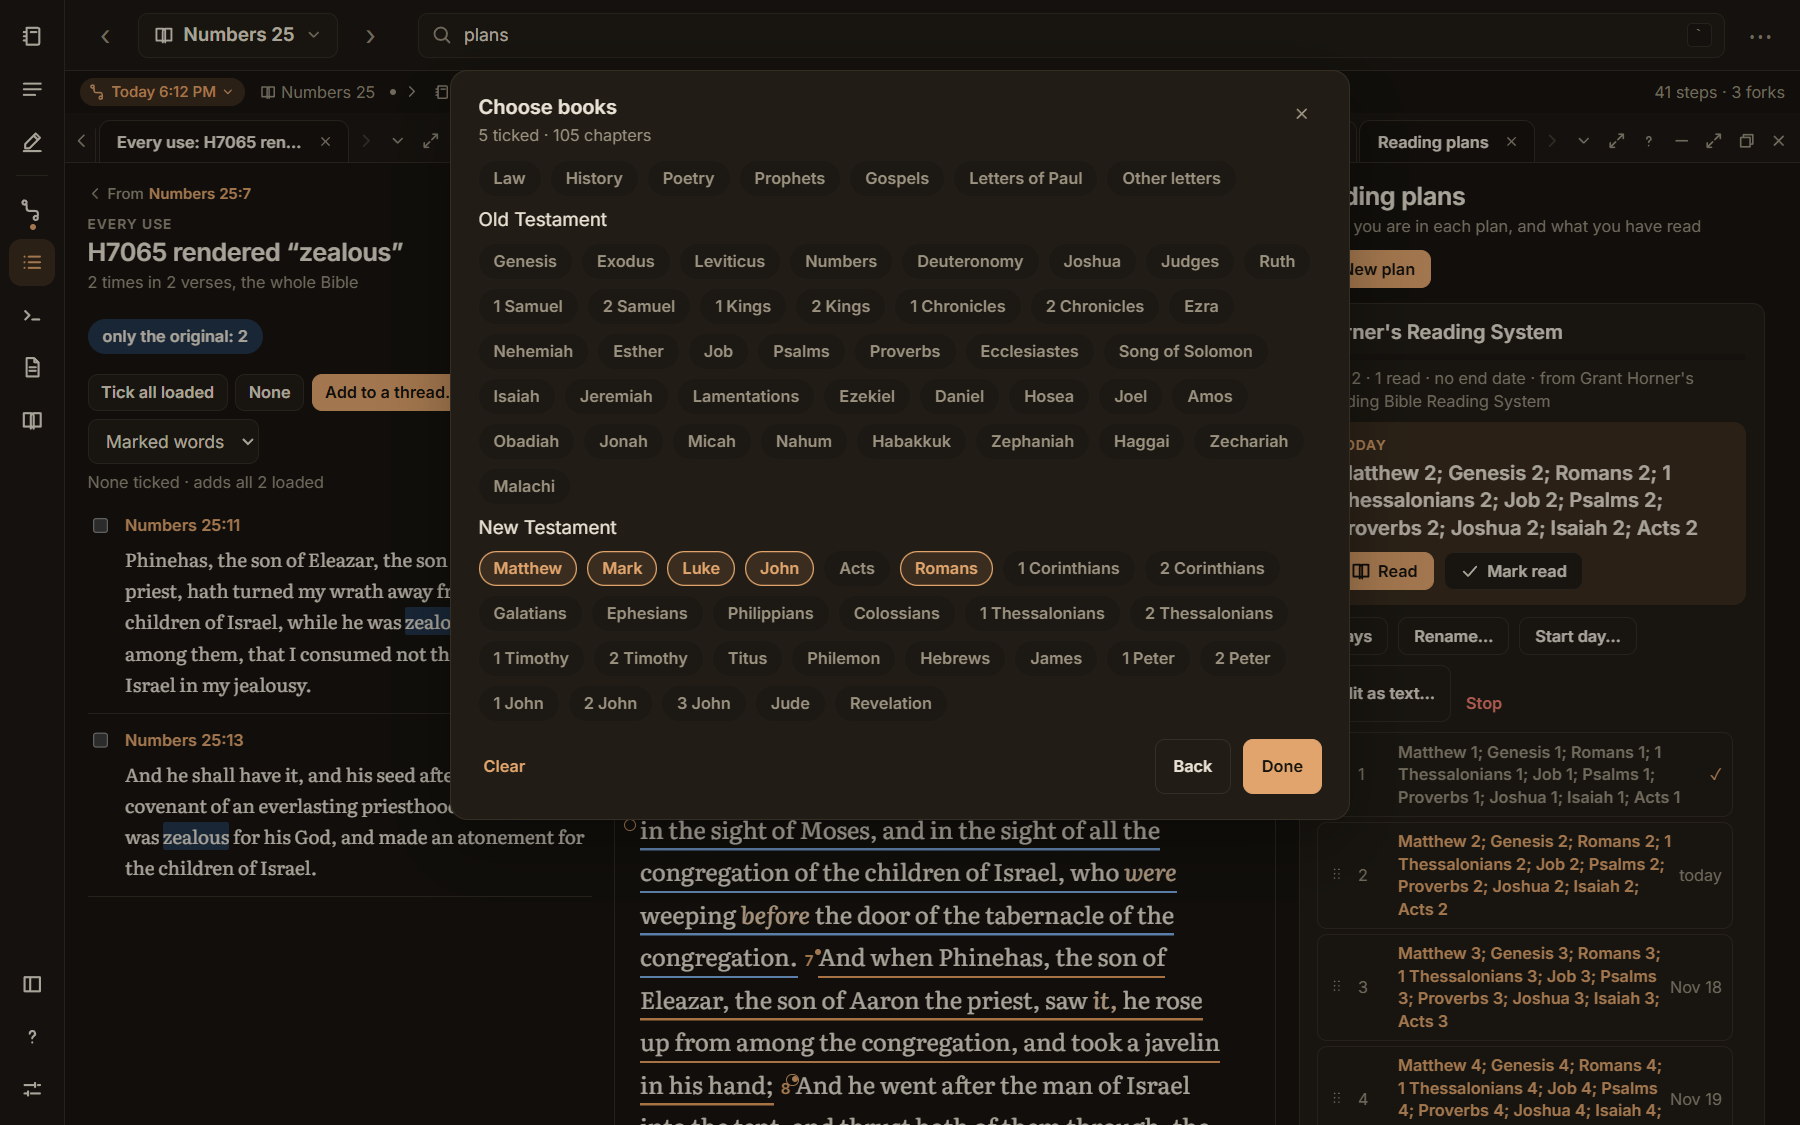 Numbers 25
plans
`
Today 6:12 PM
Numbers 25
41 steps · 3 forks
Every use: H7065 ren...
Reading plans
?
From Numbers 25:7
EVERY USE
H7065 rendered “zealous”
2 times in 2 verses, the whole Bible
only the original: 2
Tick all loaded
None
Add to a thread.
Marked words
None ticked · adds all 2 loaded
Numbers 25:11
Phinehas, the son of Eleazar, the son
priest, hath turned my wrath away fr
children of Israel, while he was zealo
among them, that I consumed not th
Israel in my jealousy.
Numbers 25:13
And he shall have it, and his seed afte
covenant of an everlasting priesthood
was zealous for his God, and made an atonement for
the children of Israel.
Choose books
5 ticked · 105 chapters
Law
History
Poetry
Prophets
Gospels
Letters of Paul
Other letters
Old Testament
Genesis
Exodus
Leviticus
Numbers
Deuteronomy
Joshua
Judges
Ruth
1 Samuel
2 Samuel
1 Kings
2 Kings
1 Chronicles
2 Chronicles
Ezra
Nehemiah
Esther
Job
Psalms
Proverbs
Ecclesiastes
Song of Solomon
Isaiah
Jeremiah
Lamentations
Ezekiel
Daniel
Hosea
Joel
Amos
Obadiah
Jonah
Micah
Nahum
Habakkuk
Zephaniah
Haggai
Zechariah
Malachi
New Testament
Matthew
Mark
Luke
John
Acts
Romans
1 Corinthians
2 Corinthians
Galatians
Ephesians
Philippians
Colossians
1 Thessalonians
2 Thessalonians
1 Timothy
2 Timothy
Titus
Philemon
Hebrews
James
1 Peter
2 Peter
1 John
2 John
3 John
Jude
Revelation
Clear
Back
Done
in the sight of Moses, and in the sight of all the
congregation of the children of Israel, who were
weeping before the door of the tabernacle of the
congregation. 7 And when Phinehas, the son of
Eleazar, the son of Aaron the priest, saw it, he rose
up from among the congregation, and took a javelin
in his hand; 8 And he went after the man of Israel
into the tent, and thrust both of them through, the
ding plans
you are in each plan, and what you have read
New plan
rner's Reading System
2 · 1 read · no end date · from Grant Horner's
ding Bible Reading System
ODAY
latthew 2; Genesis 2; Romans 2; 1
hessalonians 2; Job 2; Psalms 2;
roverbs 2; Joshua 2; Isaiah 2; Acts 2
Read
Mark read
ays
Rename...
Start day...
lit as text...
Stop
1
Matthew 1; Genesis 1; Romans 1; 1
Thessalonians 1; Job 1; Psalms 1;
Proverbs 1; Joshua 1; Isaiah 1; Acts 1
2
Matthew 2; Genesis 2; Romans 2; 1
Thessalonians 2; Job 2; Psalms 2;
Proverbs 2; Joshua 2; Isaiah 2;
Acts 2
today
3
Matthew 3; Genesis 3; Romans 3;
1 Thessalonians 3; Job 3; Psalms
3; Proverbs 3; Joshua 3; Isaiah 3;
Acts 3
Nov 18
4
Matthew 4; Genesis 4; Romans 4;
1 Thessalonians 4; Job 4; Psalms
4; Proverbs 4; Joshua 4; Isaiah 4;
Nov 19
?